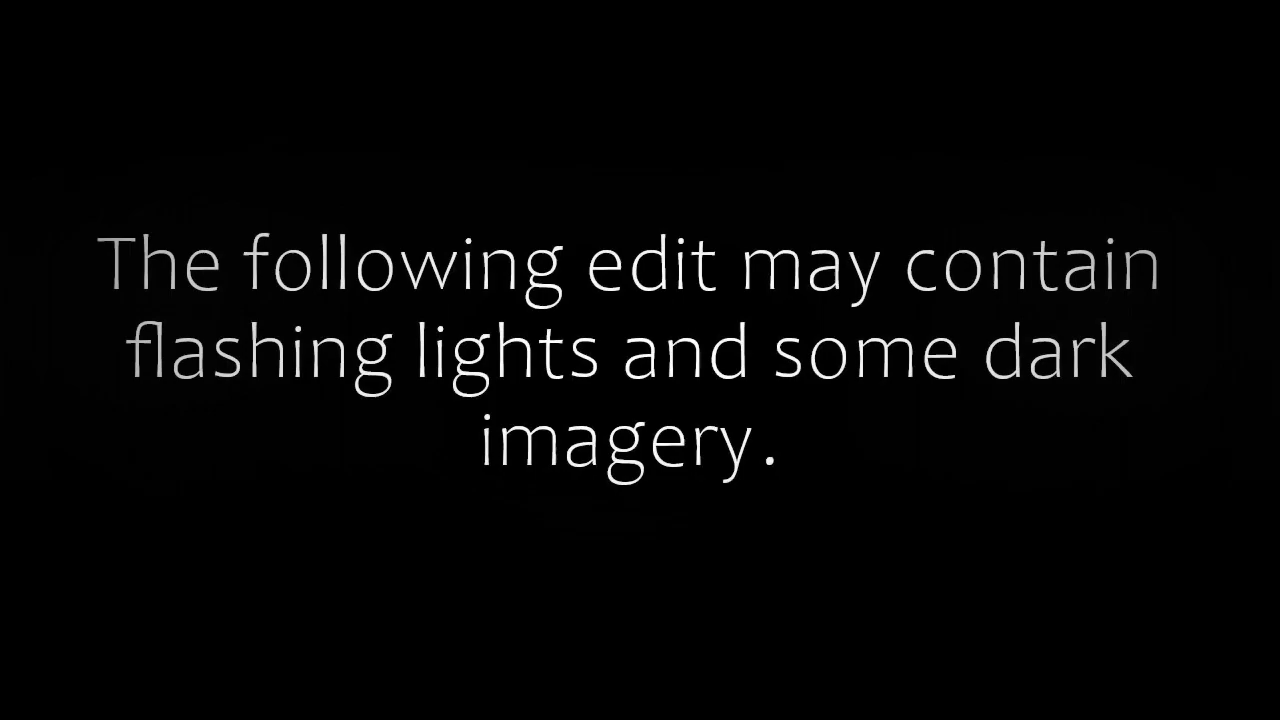 The following edit may contain
flashing lights and some dark
imagery.